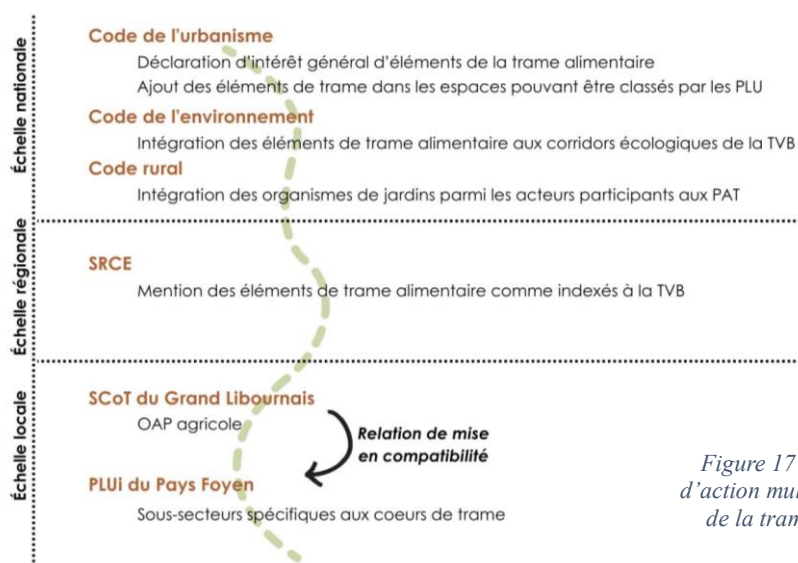 Échelle nationale
Code de l'urbanisme
Déclaration d'intérêt général d'éléments de la trame alimentaire
Ajout des éléments de trame dans les espaces pouvant être classés par les PLU
Code de l'environnement
Intégration des éléments de trame alimentaire aux corridors écologiques de la TVB
Code rural
Intégration des organismes de jardins parmi les acteurs participants aux PAT
Échelle régionale
SRCE
Mention des éléments de trame alimentaire comme indexés à la TVB
Échelle locale
SCoT du Grand Libournais
OAP agricole
Relation de mise
en compatibilité
PLUi du Pays Foyen
Sous-secteurs spécifiques aux coeurs de trame
Figure 17
d'action mul
de la tram